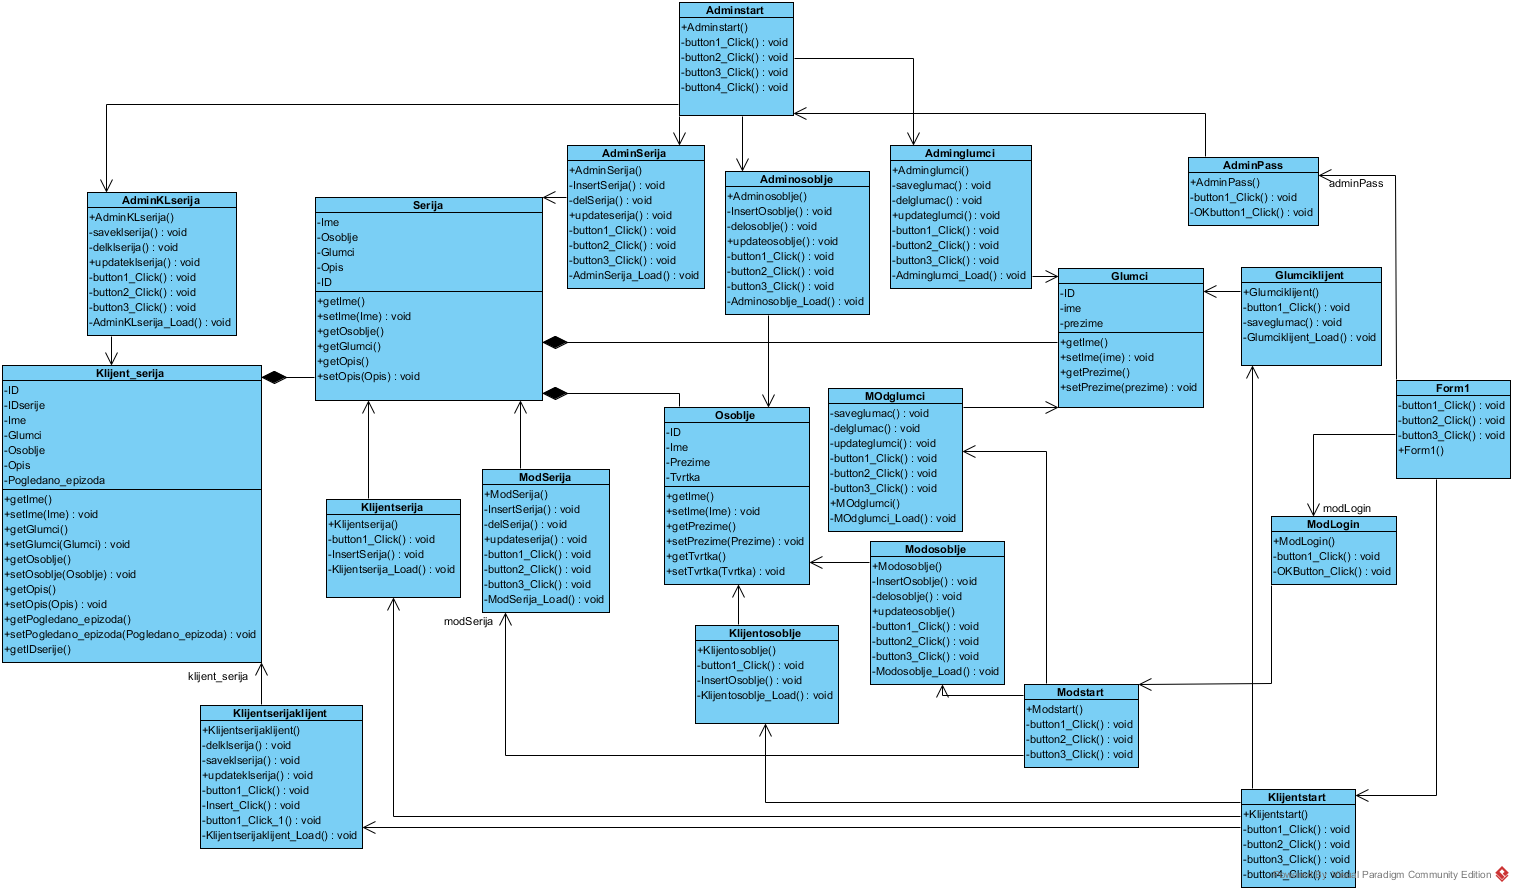 Adminstart
+Adminstart()
-button1_Click() : void
-button2_Click() : void
-button3_Click() : void
-button4_Click() : void
AdminSerija
+AdminSerija()
-InsertSerija() : void
-delSerija() : void
+updateserija() : void
-button1_Click() : void
-button2_Click() : void
-button3_Click() : void
-AdminSerija_Load() : void
Adminosoblje
+Adminosoblje()
-InsertOsoblje() : void
-delosoblje() : void
+updateosoblje() : void
-button1_Click() : void
-button2_Click() : void
-button3_Click() : void
-Adminosoblje_Load() : void
Adminglumci
+Adminglumci()
-saveglumac() : void
-delglumac() : void
+updateglumci() : void
-button1_Click() : void
-button2_Click() : void
-button3_Click() : void
-Adminglumci_Load() : void
AdminPass
+AdminPass()
-button1_Click() : void
-OKbutton1_Click() : void
adminPass
AdminKLserija
+AdminKLserija()
-saveklserija() : void
-delklserija() : void
+updateklserija() : void
-button1_Click() : void
-button2_Click() : void
-button3_Click() : void
-AdminKLserija_Load() : void
Serija
-Ime
-Osoblje
-Glumci
-Opis
-ID
+getIme()
+setIme(Ime) : void
+getOsoblje()
+getGlumci()
+getOpis()
+setOpis(Opis) : void
Glumci
-ID
-ime
-prezime
+getIme()
+setIme(ime) : void
+getPrezime()
+setPrezime(prezime) : void
Glumciklijent
+Glumciklijent()
-button1_Click() : void
-saveglumac() : void
-Glumciklijent_Load() : void
Klijent_serija
-ID
-IDserije
-Ime
-Glumci
-Osoblje
-Opis
-Pogledano_epizoda
+getIme()
+setIme(Ime) : void
+getGlumci()
+setGlumci(Glumci) : void
+getOsoblje()
+setOsoblje(Osoblje) : void
+getOpis()
+setOpis(Opis) : void
+getPogledano_epizoda()
+setPogledano_epizoda(Pogledano_epizoda) : void
+getIDserije()
klijent_serija
Osoblje
-ID
-Ime
-Prezime
-Tvrtka
+getIme()
+setIme(Ime) : void
+getPrezime()
+setPrezime(Prezime) : void
+getTvrtka()
+setTvrtka(Tvrtka) : void
MOdglumci
-saveglumac() : void
-delglumac() : void
-updateglumci() : void
-button1_Click() : void
-button2_Click() : void
-button3_Click() : void
+MOdglumci()
-MOdglumci_Load() : void
Form1
-button1_Click() : void
-button2_Click() : void
-button3_Click() : void
+Form1()
Klijentserija
+Klijentserija()
-button1_Click() : void
-InsertSerija() : void
-Klijentserija_Load() : void
ModSerija
+ModSerija()
-InsertSerija() : void
-delSerija() : void
+updateserija() : void
-button1_Click() : void
-button2_Click() : void
-button3_Click() : void
-ModSerija_Load() : void
modSerija
modLogin
ModLogin
+ModLogin()
-button1_Click() : void
-OKButton_Click() : void
Modosoblje
+Modosoblje()
-InsertOsoblje() : void
-delosoblje() : void
+updateosoblje()
-button1_Click() : void
-button2_Click() : void
-button3_Click() : void
-Modosoblje_Load() : void
Klijentosoblje
+Klijentosoblje()
-button1_Click() : void
-InsertOsoblje() : void
-Klijentosoblje_Load() : void
Modstart
+Modstart()
-button1_Click() : void
-button2_Click() : void
-button3_Click() : void
Klijentserijaklijent
+Klijentserijaklijent()
-delklserija() : void
-saveklserija() : void
+updateklserija() : void
-button1_Click() : void
-Insert_Click() : void
-button1_Click_1() : void
-Klijentserijaklijent_Load() : void
Klijentstart
+Klijentstart()
-button1_Click() : void
-button2_Click() : void
-button3_Click() : void
-button4_Click() : void
Paradigm Community Edition